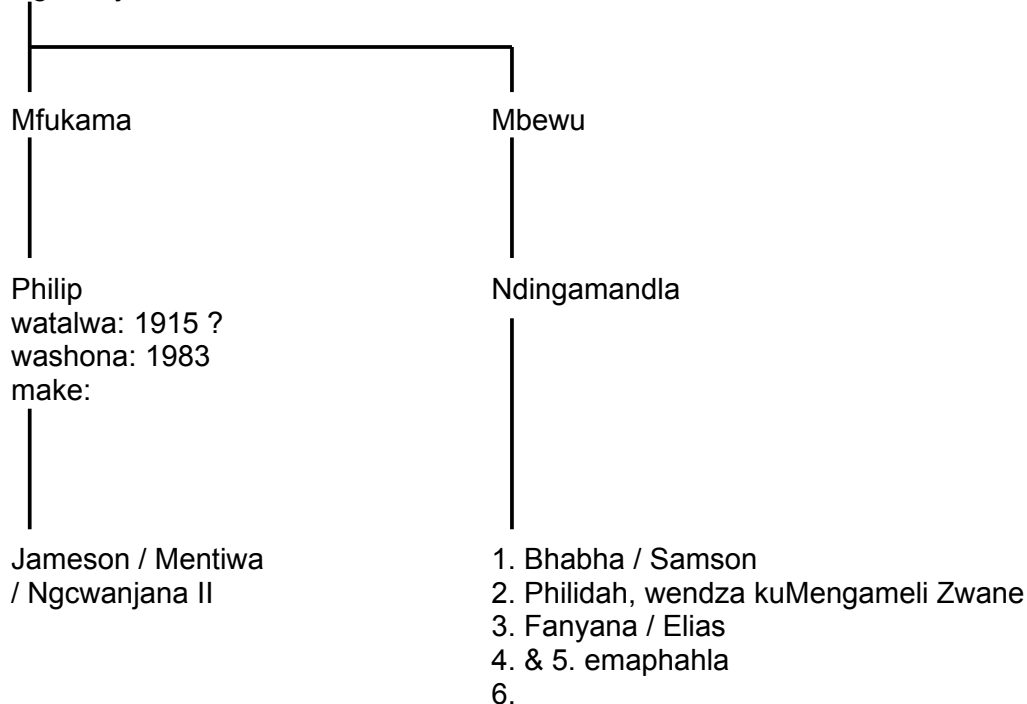 Mfukama
Mbewu
Philip
watalwa: 1915 ?
washona: 1983
make:
Ndingamandla
Jameson / Mentiwa
/ Ngcwanjana II
1. Bhabha / Samson
2. Philidah, wendza kuMengameli Zwane
3. Fanyana / Elias
4. & 5. emaphahla
6.